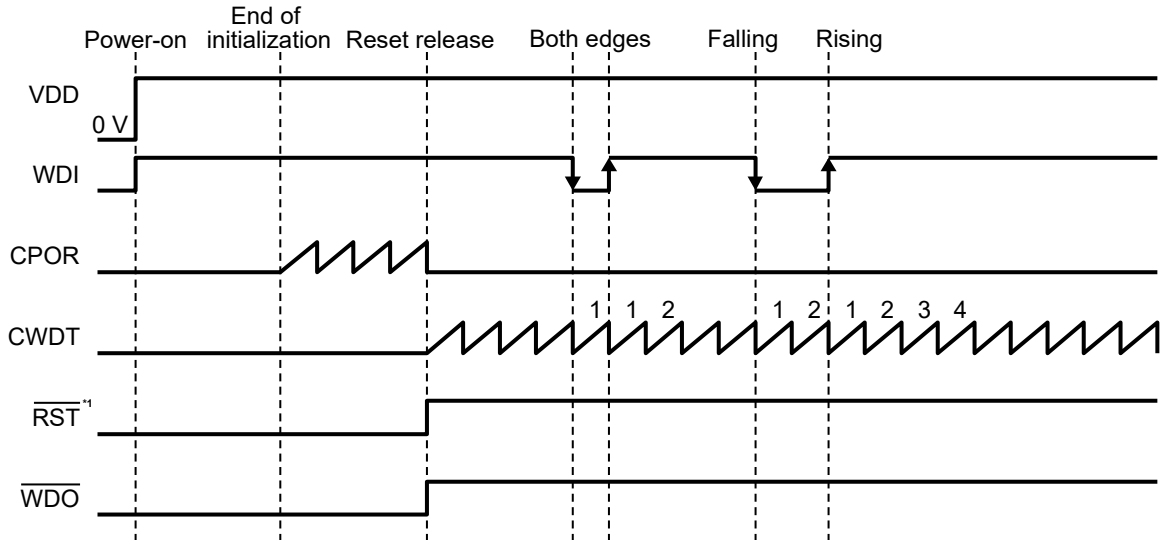 End of
Power-on initialization Reset release Both edges Falling Rising
VDD
0 V
WDI
CPOR
1 1 2 1 2 1 2 3 4
CWDT
RST *1
WDO